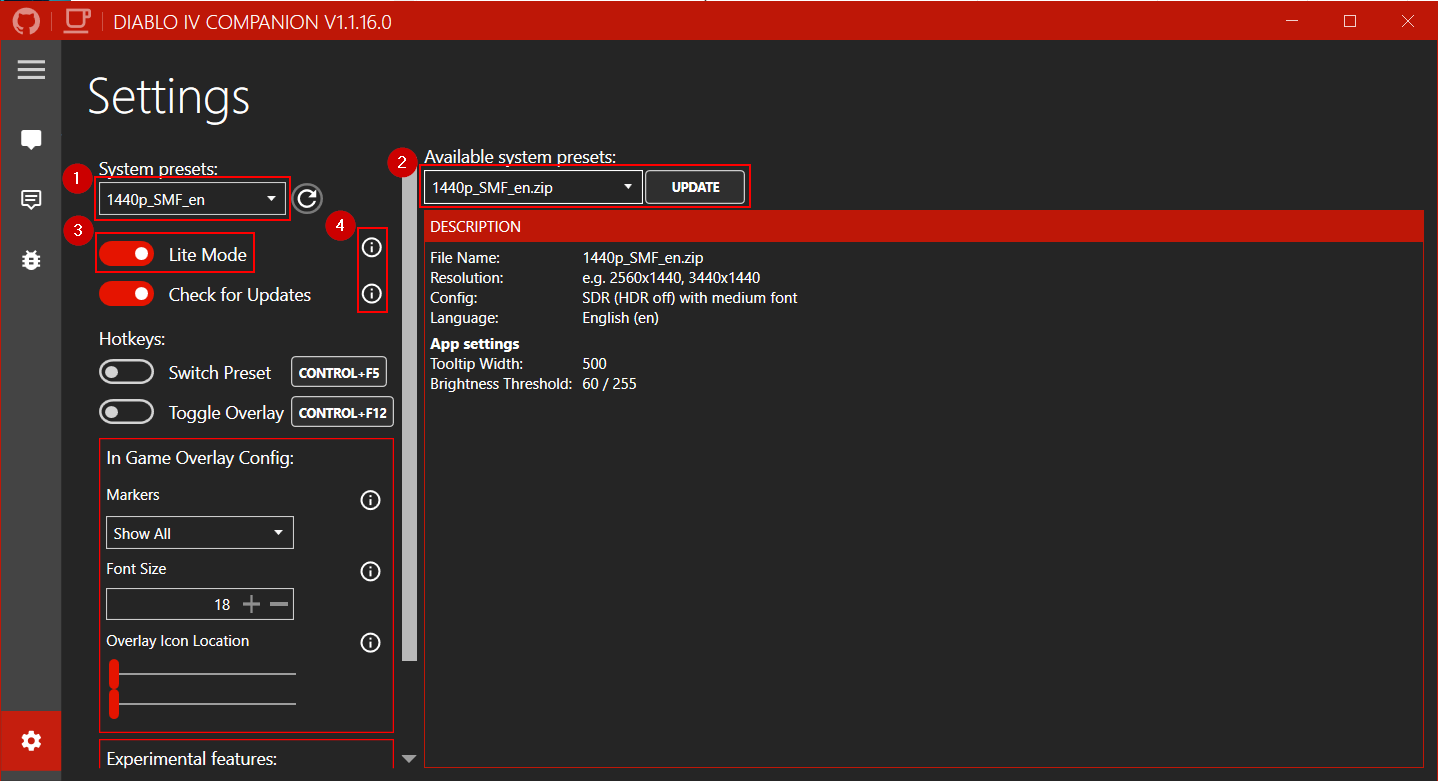 DIABLO IV COMPANION V1.1.16.0
Settings
1
System presets:
1440p_SMF_en
3
Lite Mode
4
Check for Updates
Hotkeys:
Switch Preset CONTROL+F5
Toggle Overlay CONTROL+F12
In Game Overlay Config:
Markers
Show All
Font Size
18
Overlay Icon Location
Experimental features:
2
Available system presets:
1440p_SMF_en.zip UPDATE
DESCRIPTION
File Name: 1440p_SMF_en.zip
Resolution: e.g. 2560x1440, 3440x1440
Config: SDR (HDR off) with medium font
Language: English (en)
App settings
Tooltip Width: 500
Brightness Threshold: 60 / 255